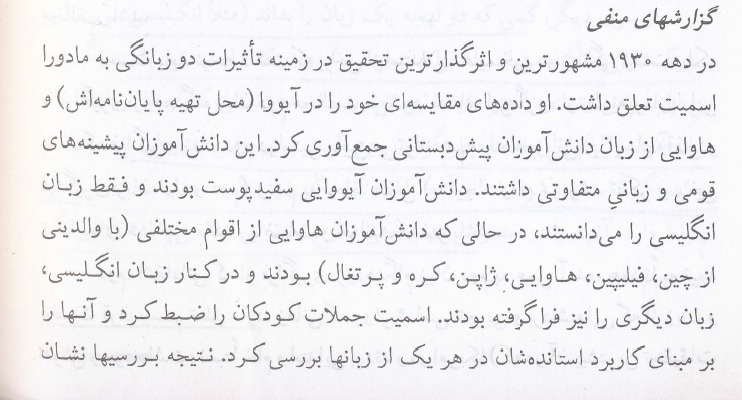 گزارشهای منفی
در دهه ۱۹۳۰ مشهورترین و اثرگذارترین تحقیق در زمینه تأثیرات دو زبانگی به مادورا
اسمیت تعلق داشت. او داده‌های مقایسه‌ای خود را در آیووا (محل تهیه پایان‌نامه‌اش) و
هاوایی از زبان دانش‌آموزان پیش‌دبستانی جمع‌آوری کرد. این دانش‌آموزان پیشینه‌های
قومی و زبانیِ متفاوتی داشتند. دانش‌آموزان آیووایی سفیدپوست بودند و فقط زبان
انگلیسی را می‌دانستند، در حالی که دانش‌آموزان هاوایی از اقوام مختلفی (با والدینی
از چین، فیلیپین، هاوایی، ژاپن، کره و پرتغال) بودند و در کنار زبان انگلیسی،
زبان دیگری را نیز فرا گرفته بودند. اسمیت جملات کودکان را ضبط کرد و آنها را
بر مبنای کاربرد استانده‌شان در هر یک از زبانها بررسی کرد. نتیجه بررسیها نشان